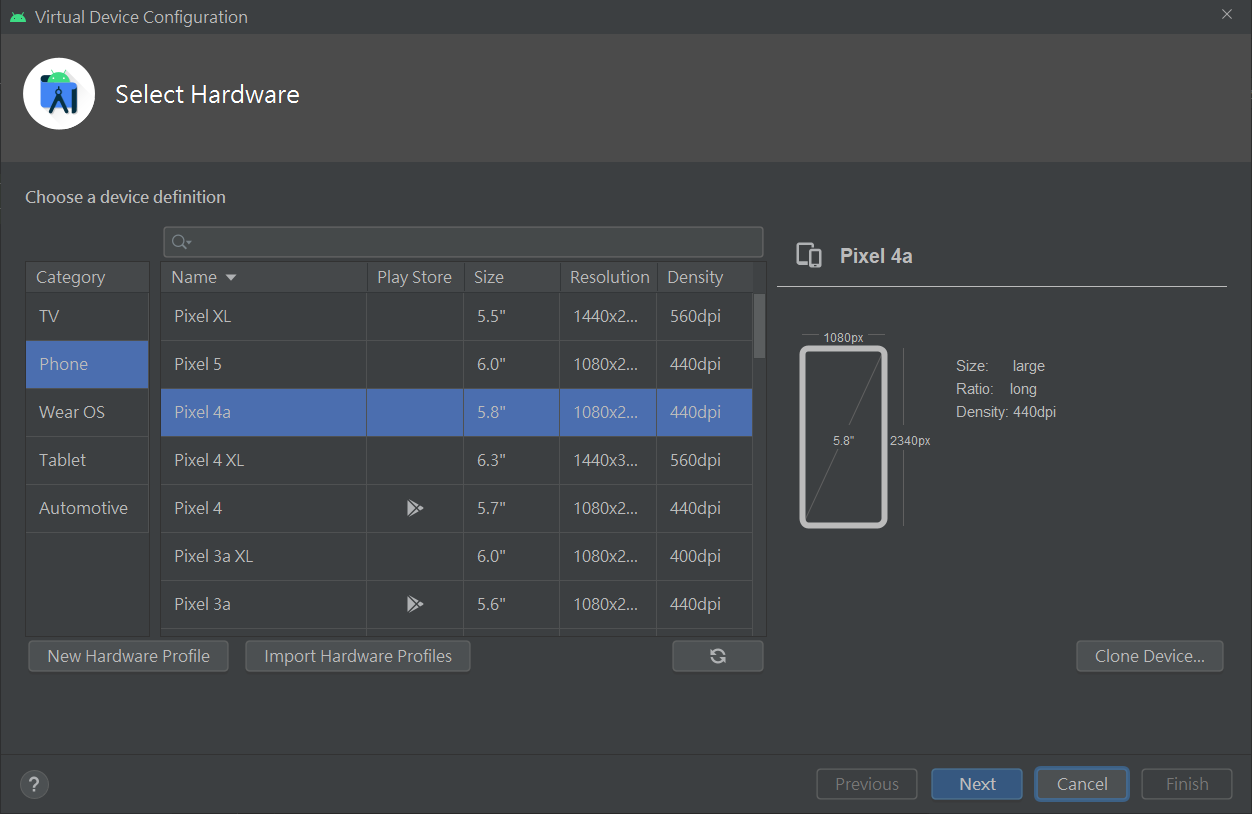 Virtual Device Configuration
Select Hardware
Choose a device definition
Category
TV
Phone
Wear OS
Tablet
Automotive
Name Play Store Size Resolution Density
Pixel XL 5.5" 1440x2... 560dpi
Pixel 5 6.0" 1080x2... 440dpi
Pixel 4a 5.8" 1080x2... 440dpi
Pixel 4 XL 6.3" 1440x3... 560dpi
Pixel 4 5.7" 1080x2... 440dpi
Pixel 3a XL 6.0" 1080x2... 400dpi
Pixel 3a 5.6" 1080x2... 440dpi
Pixel 4a
1080px
5.8"
2340px
Size: large
Ratio: long
Density: 440dpi
New Hardware Profile Import Hardware Profiles Clone Device...
? Previous Next Cancel Finish